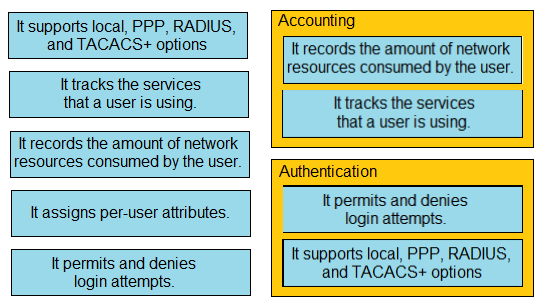 It supports local, PPP, RADIUS,
and TACACS+ options
It tracks the services
that a user is using.
It records the amount of network
resources consumed by the user.
It assigns per-user attributes.
It permits and denies
login attempts.
Accounting
It records the amount of network
resources consumed by the user.
It tracks the services
that a user is using.
Authentication
It permits and denies
login attempts.
It supports local, PPP, RADIUS,
and TACACS+ options